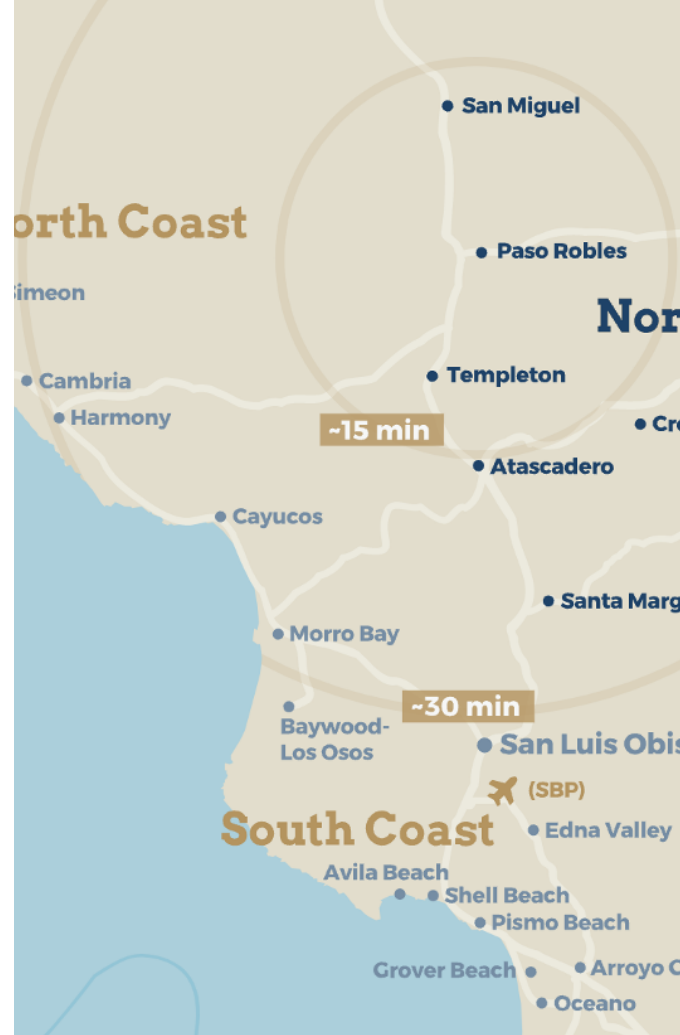 San Miguel
orth Coast
Paso Robles
imeon
Nor
Templeton
Cambria
Harmony
~15 min
Cre
Atascadero
Cayucos
Santa Marg
Morro Bay
~30 min
Baywood-
Los Osos
San Luis Obis
(SBP)
South Coast
Edna Valley
Avila Beach
Shell Beach
Pismo Beach
Grover Beach
Arroyo
Oceano